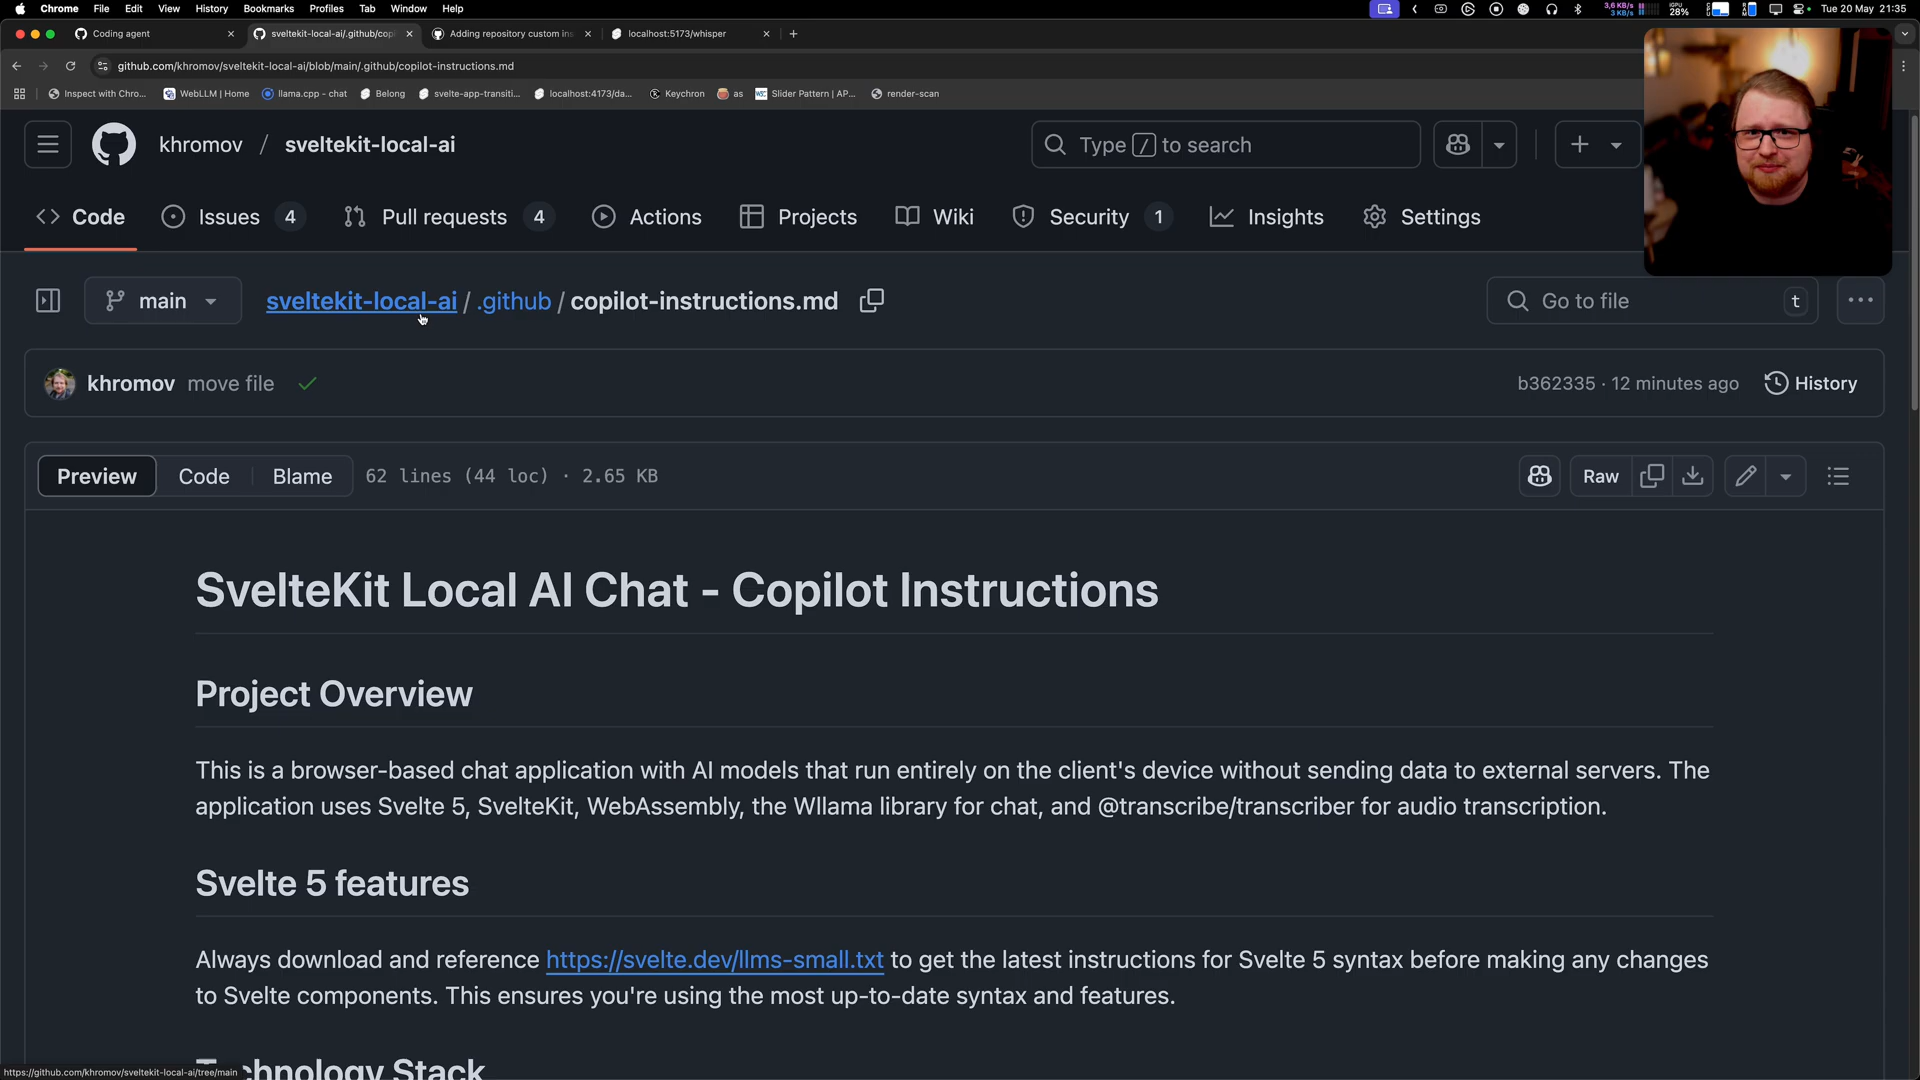 Chrome File Edit View History Bookmarks Profiles Tab Window Help
3,6 KB/s
3 KB/s
IGPU
28%
Tue 20 May 21:35
Coding agent
sveltekit-local-ai/.github/cop
Adding repository custom ins
localhost:5173/whisper
github.com/khromov/sveltekit-local-ai/blob/main/.github/copilot-instructions.md
Inspect with Chro...
WebLLM | Home
llama.cpp - chat
Belong
svelte-app-transiti...
localhost:4173/da...
Keychron
as
Slider Pattern | AP...
render-scan
khromov / sveltekit-local-ai
Type / to search
Code
Issues 4
Pull requests 4
Actions
Projects
Wiki
Security 1
Insights
Settings
main
sveltekit-local-ai / .github / copilot-instructions.md
Go to file
t
khromov move file
b362335 · 12 minutes ago
History
Preview
Code
Blame
62 lines (44 loc) · 2.65 KB
Raw
SvelteKit Local AI Chat - Copilot Instructions
Project Overview
This is a browser-based chat application with AI models that run entirely on the client's device without sending data to external servers. The
application uses Svelte 5, SvelteKit, WebAssembly, the Wllama library for chat, and @transcribe/transcriber for audio transcription.
Svelte 5 features
Always download and reference https://svelte.dev/llms-small.txt to get the latest instructions for Svelte 5 syntax before making any changes
to Svelte components. This ensures you're using the most up-to-date syntax and features.
Technology Stack
https://github.com/khromov/sveltekit-local-ai/tree/main